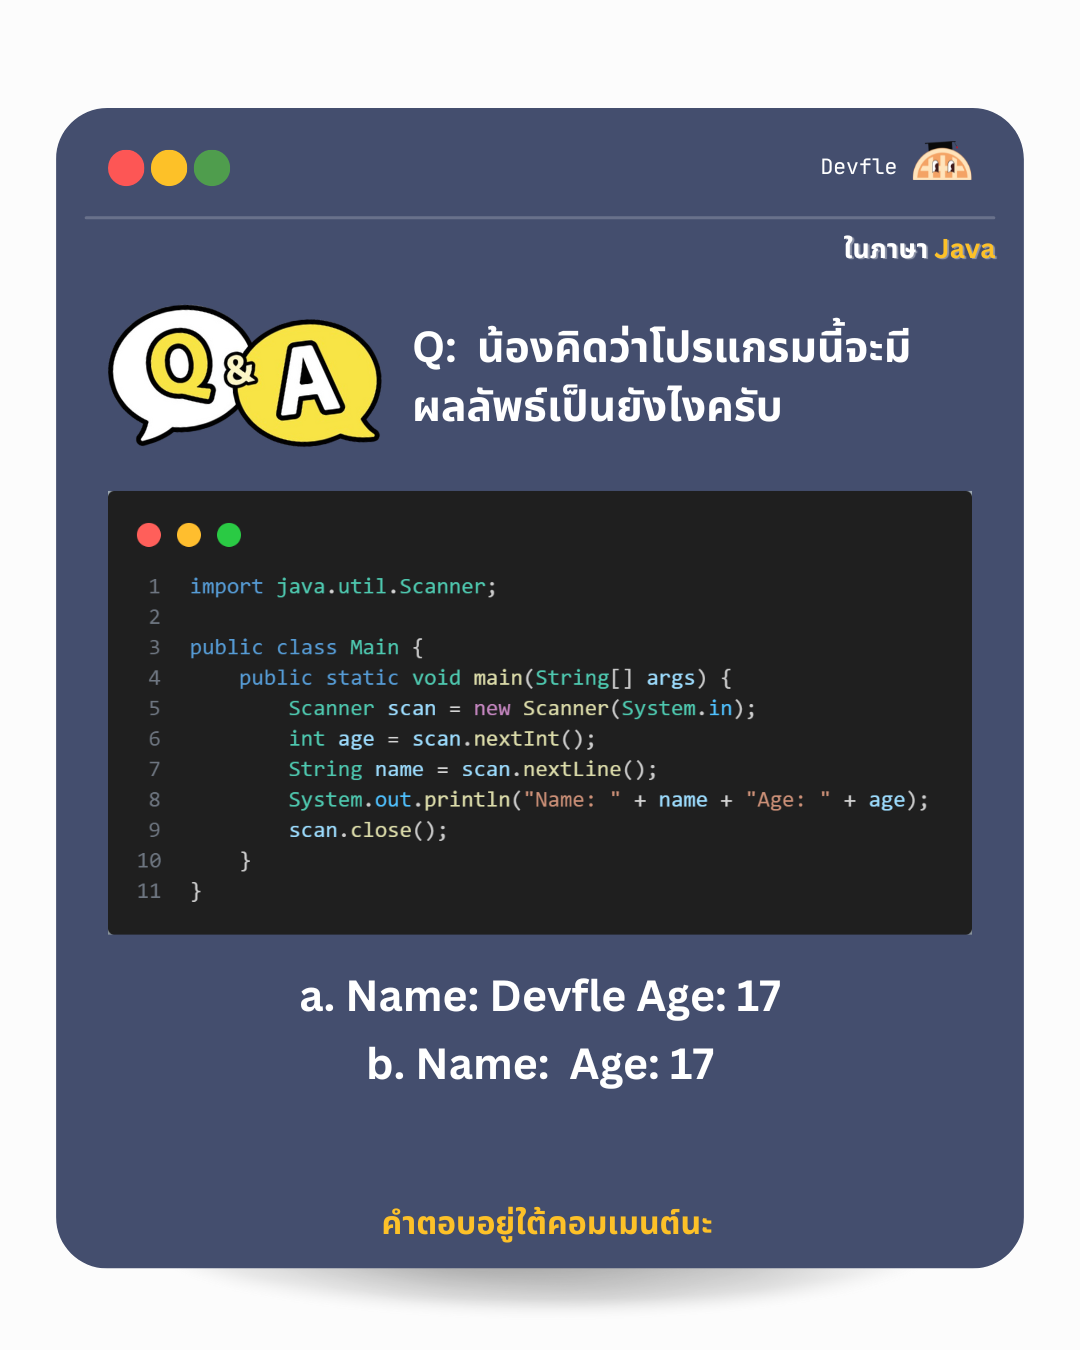 Devfle
ในภาษา Java
Q & A
Q:  น้องคิดว่าโปรแกรมนี้จะมี
ผลลัพธ์เป็นยังไงครับ
1 import java.util.Scanner;
2
3 public class Main {
4     public static void main(String[] args) {
5         Scanner scan = new Scanner(System.in);
6         int age = scan.nextInt();
7         String name = scan.nextLine();
8         System.out.println("Name: " + name + "Age: " + age);
9         scan.close();
10     }
11 }
a. Name: Devfle Age: 17
b. Name:  Age: 17
คำตอบอยู่ใต้คอมเมนต์นะ